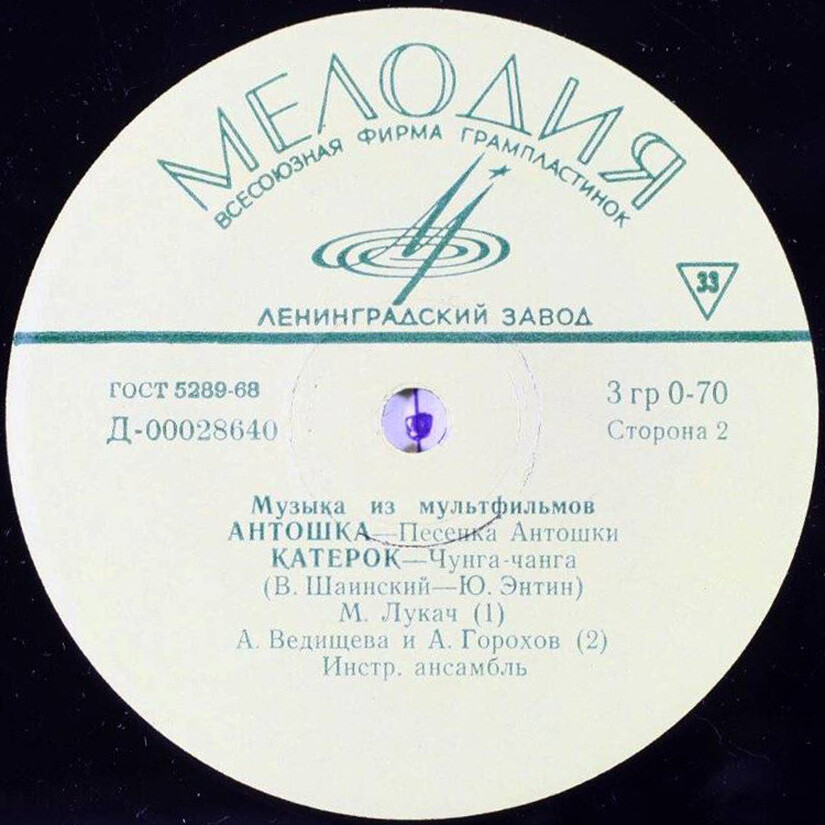 МЕЛОДИЯ
ВСЕСОЮЗНАЯ ФИРМА ГРАМПЛАСТИНОК
33
ЛЕНИНГРАДСКИЙ ЗАВОД
ГОСТ 5289-68
3 гр 0-70
Д-00028640
Сторона 2
Музыка из мультфильмов
АНТОШКА—Песенка Антошки
КАТЕРОК—Чунга-чанга
(В. Шаинский—Ю. Энтин)
М. Лукач (1)
А. Ведищева и А. Горохов (2)
Инстр. ансамбль